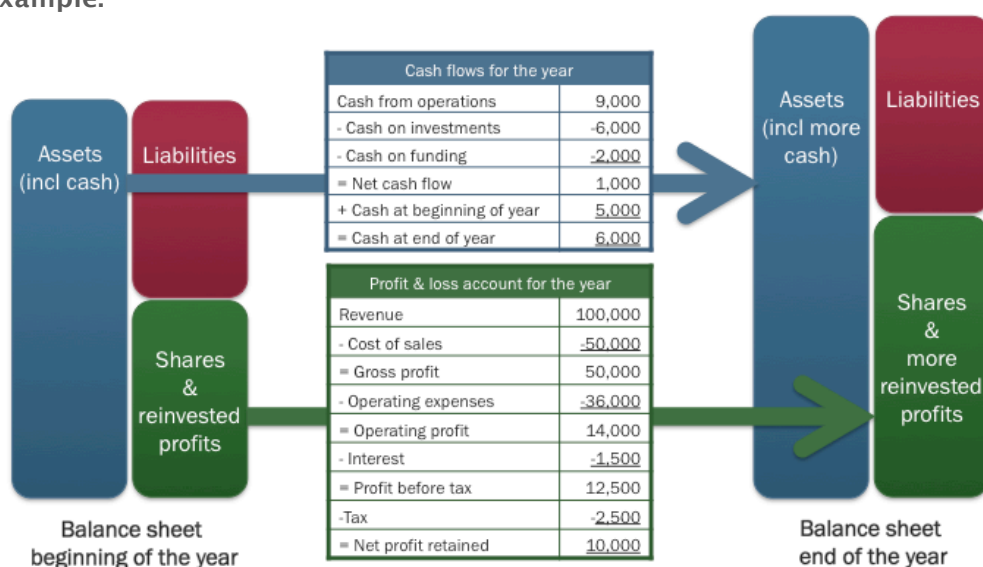 xample.
Assets
(incl cash)
Liabilities
Shares
&
reinvested
profits
Balance sheet
beginning of the year
Cash flows for the year
Cash from operations 9,000
- Cash on investments -6,000
- Cash on funding -2,000
= Net cash flow 1,000
+ Cash at beginning of year 5,000
= Cash at end of year 6,000
Profit & loss account for the year
Revenue 100,000
- Cost of sales -50,000
= Gross profit 50,000
- Operating expenses -36,000
= Operating profit 14,000
- Interest -1,500
= Profit before tax 12,500
-Tax -2,500
= Net profit retained 10,000
Assets
(incl more
cash)
Liabilities
Shares
&
more
reinvested
profits
Balance sheet
end of the year